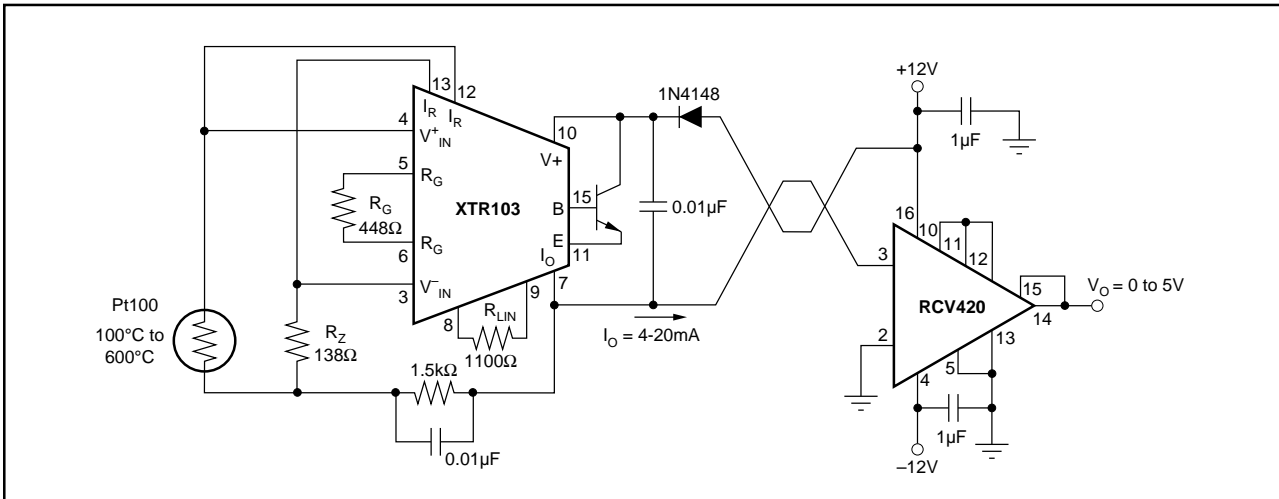 +12V
13
12
1N4148
I_R
I_R
1µF
4
V⁺_IN
10
V+
5
R_G
16
R_G
448Ω
XTR103
B
15
0.01µF
10
11
12
E
3
6
R_G
I_O
11
15
V_O = 0 to 5V
3
V⁻_IN
9
7
RCV420
14
Pt100
R_LIN
13
100°C to
600°C
R_Z
138Ω
8
1100Ω
I_O = 4-20mA
2
5
4
1.5kΩ
1µF
0.01µF
–12V